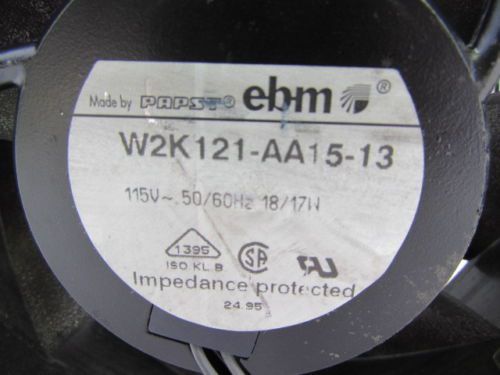 Made by PAPST® ebm ®
W2K121-AA15-13
115V~ 50/60Hz 18/17W
1395
ISO KL.B
SA
Impedance protected
24.95